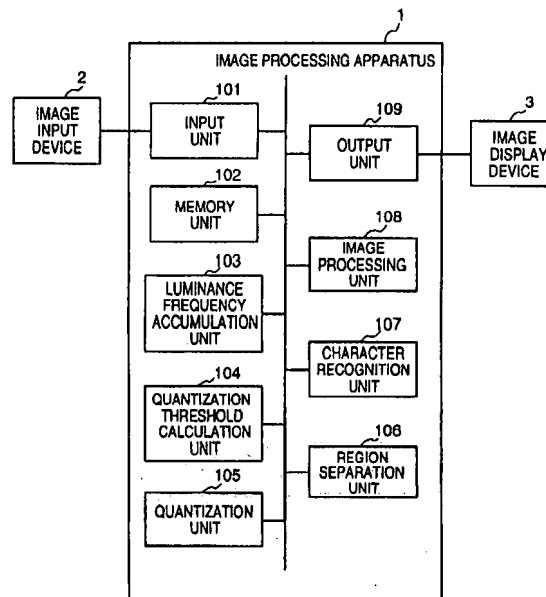 1
IMAGE PROCESSING APPARATUS
2
IMAGE
INPUT
DEVICE
101
INPUT
UNIT
109
OUTPUT
UNIT
3
IMAGE
DISPLAY
DEVICE
102
MEMORY
UNIT
108
IMAGE
PROCESSING
UNIT
103
LUMINANCE
FREQUENCY
ACCUMULATION
UNIT
107
CHARACTER
RECOGNITION
UNIT
104
QUANTIZATION
THRESHOLD
CALCULATION
UNIT
106
REGION
SEPARATION
UNIT
105
QUANTIZATION
UNIT